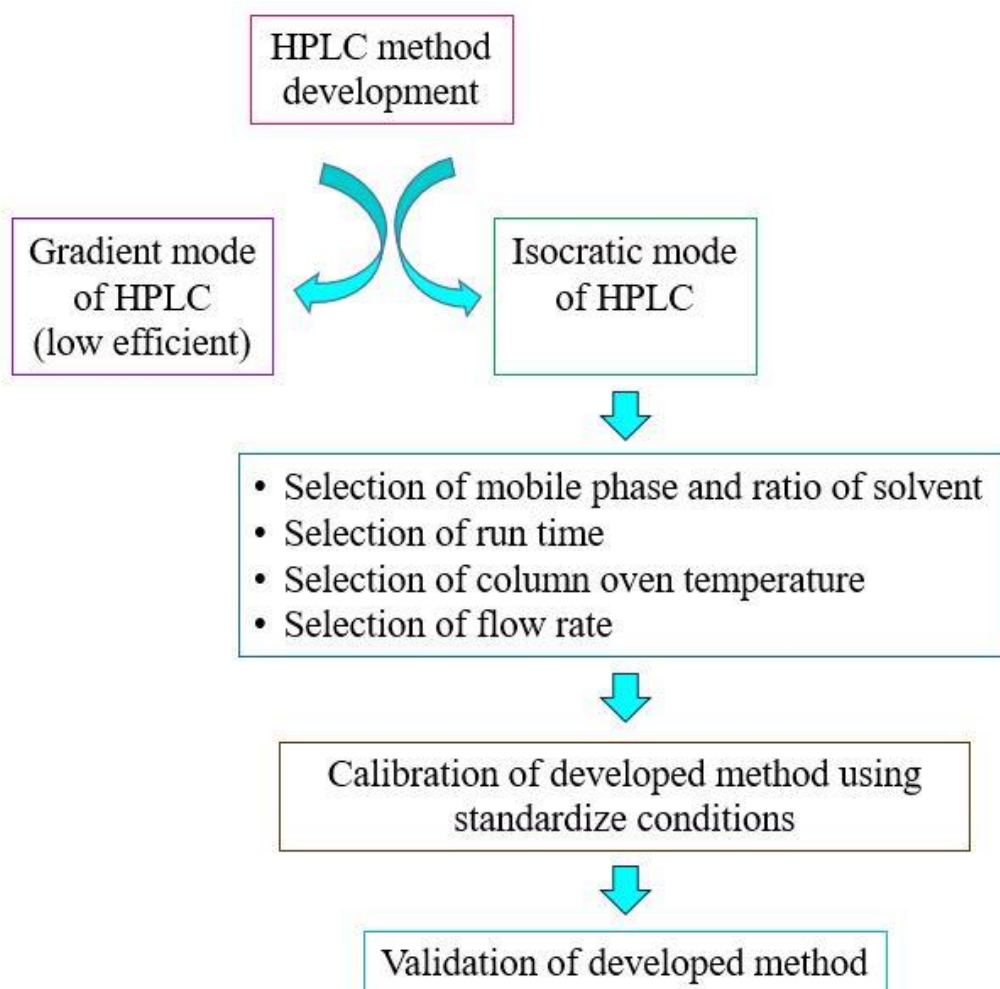 HPLC method
development
Gradient mode
of HPLC
(low efficient)
Isocratic mode
of HPLC
• Selection of mobile phase and ratio of solvent
• Selection of run time
• Selection of column oven temperature
• Selection of flow rate
Calibration of developed method using
standardize conditions
Validation of developed method